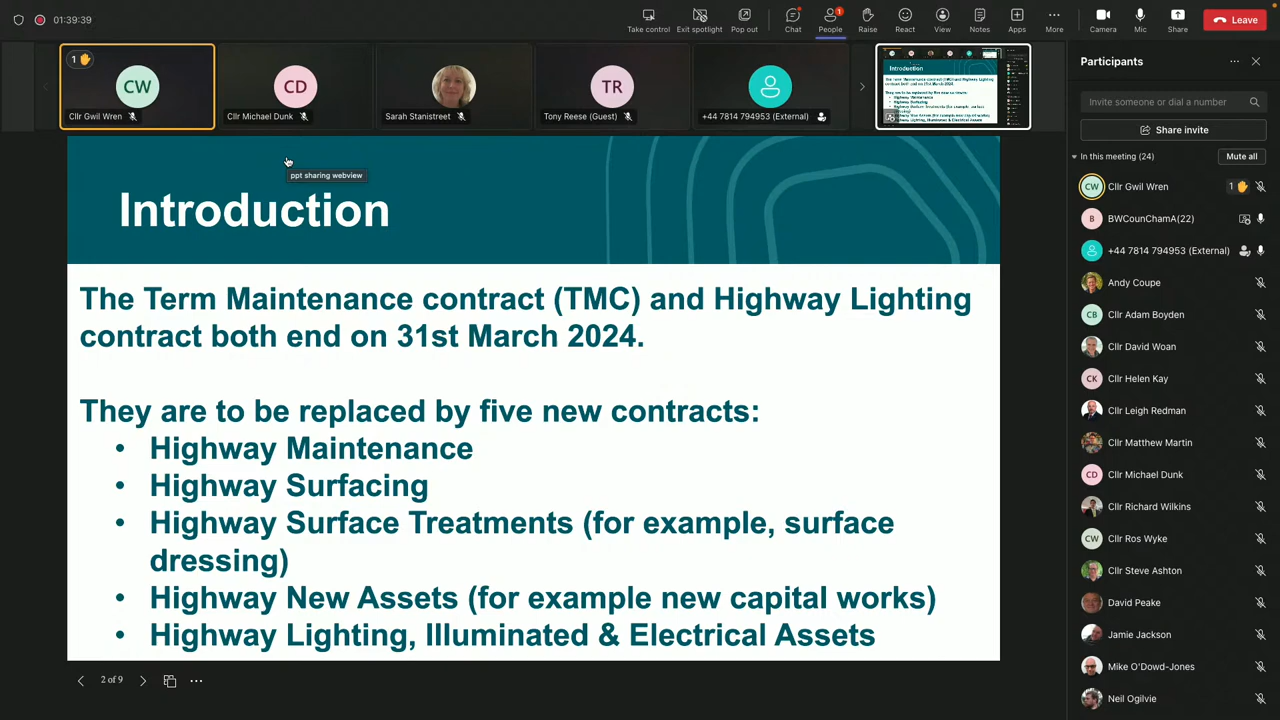 01:39:39
Take control
Exit spotlight
Pop out
Chat
1
People
Raise
React
View
Notes
Apps
More
Camera
Mic
Share
Leave
1
CW
Cllr Gwil Wren
CD
Cllr Michael Dunk
Sarah Stanistreet
TR
Tony Reese (Guest)
+44 7814 794953 (External)
ppt sharing webview
Introduction
The Term Maintenance contract (TMC) and Highway Lighting
contract both end on 31st March 2024.
They are to be replaced by five new contracts:
• Highway Maintenance
• Highway Surfacing
• Highway Surface Treatments (for example, surface
dressing)
• Highway New Assets (for example new capital works)
• Highway Lighting, Illuminated & Electrical Assets
2 of 9
Participants
Invite someone or dial a number
Share invite
In this meeting (24)
Mute all
CW Cllr Gwil Wren 1
B BWCounChamA(22)
+44 7814 794953 (External)
Andy Coupe
CB Cllr Adam Boyden
Cllr David Woan
CK Cllr Helen Kay
Cllr Leigh Redman
Cllr Matthew Martin
CD Cllr Michael Dunk
Cllr Richard Wilkins
CW Cllr Ros Wyke
Cllr Steve Ashton
David Peake
Jamie Jackson
Mike O'Dowd-Jones
Neil Ogilvie